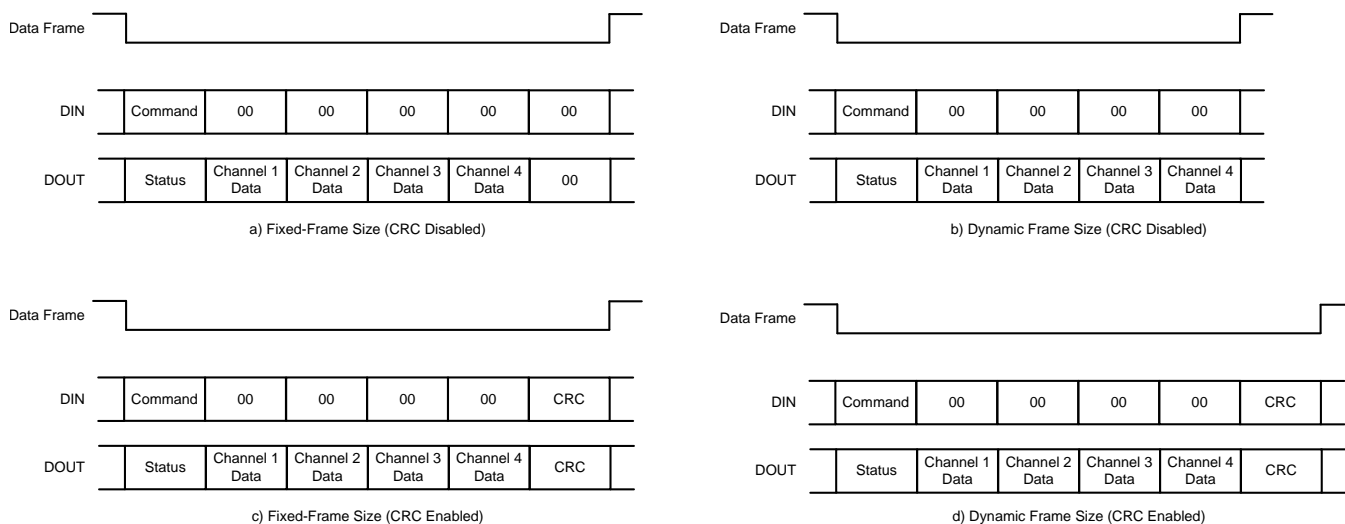 Data Frame
DIN Command 00 00 00 00 00
DOUT Status Channel 1 Data Channel 2 Data Channel 3 Data Channel 4 Data 00
a) Fixed-Frame Size (CRC Disabled)
Data Frame
DIN Command 00 00 00 00
DOUT Status Channel 1 Data Channel 2 Data Channel 3 Data Channel 4 Data
b) Dynamic Frame Size (CRC Disabled)
Data Frame
DIN Command 00 00 00 00 CRC
DOUT Status Channel 1 Data Channel 2 Data Channel 3 Data Channel 4 Data CRC
c) Fixed-Frame Size (CRC Enabled)
Data Frame
DIN Command 00 00 00 00 CRC
DOUT Status Channel 1 Data Channel 2 Data Channel 3 Data Channel 4 Data CRC
d) Dynamic Frame Size (CRC Enabled)